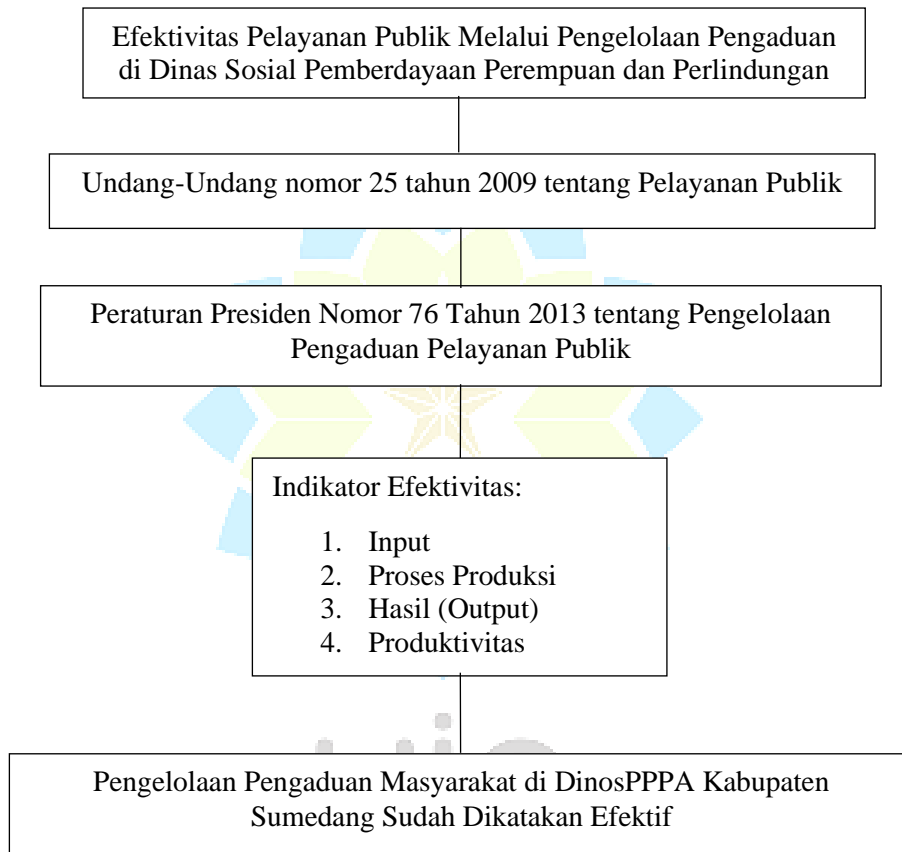 Efektivitas Pelayanan Publik Melalui Pengelolaan Pengaduan
di Dinas Sosial Pemberdayaan Perempuan dan Perlindungan
Undang-Undang nomor 25 tahun 2009 tentang Pelayanan Publik
Peraturan Presiden Nomor 76 Tahun 2013 tentang Pengelolaan
Pengaduan Pelayanan Publik
Indikator Efektivitas:
1. Input
2. Proses Produksi
3. Hasil (Output)
4. Produktivitas
Pengelolaan Pengaduan Masyarakat di DinosPPPA Kabupaten
Sumedang Sudah Dikatakan Efektif